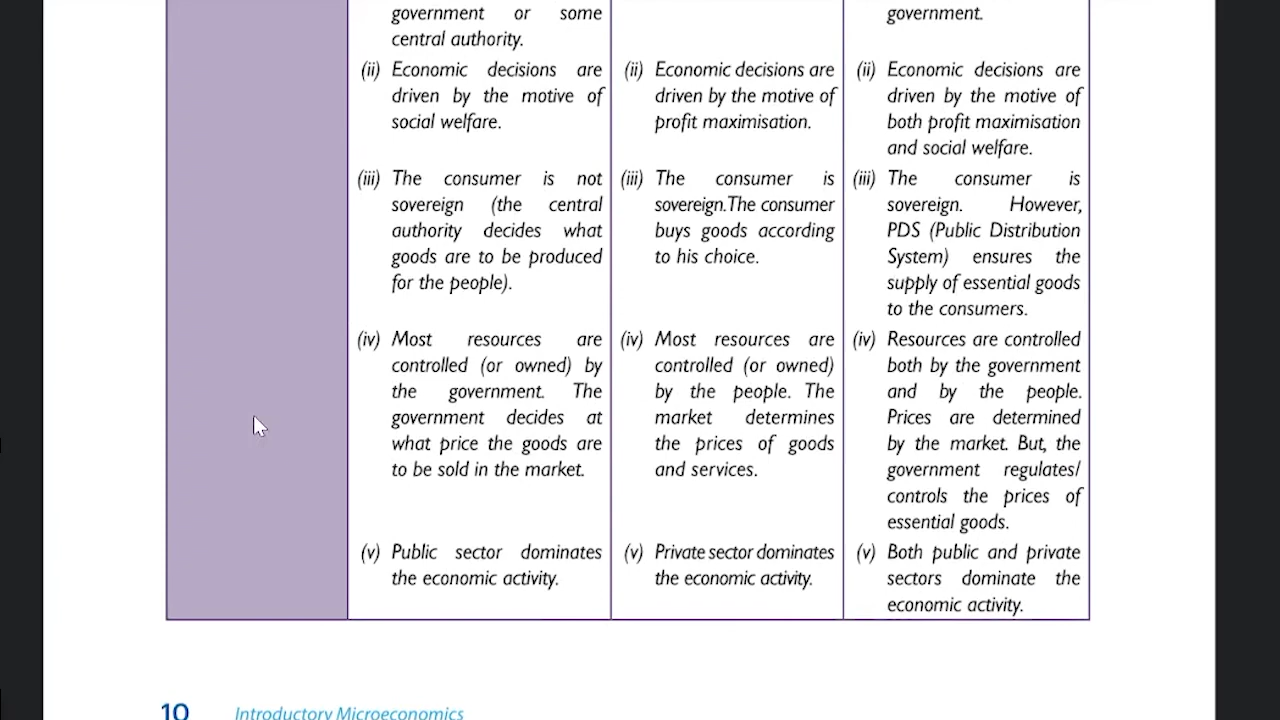 government or some
central authority.
(ii) Economic decisions are
driven by the motive of
social welfare.
(iii) The consumer is not
sovereign (the central
authority decides what
goods are to be produced
for the people).
(iv) Most resources are
controlled (or owned) by
the government. The
government decides at
what price the goods are
to be sold in the market.
(v) Public sector dominates
the economic activity.
(ii) Economic decisions are
driven by the motive of
profit maximisation.
(iii) The consumer is
sovereign.The consumer
buys goods according
to his choice.
(iv) Most resources are
controlled (or owned)
by the people. The
market determines
the prices of goods
and services.
(v) Private sector dominates
the economic activity.
government.
(ii) Economic decisions are
driven by the motive of
both profit maximisation
and social welfare.
(iii) The consumer is
sovereign. However,
PDS (Public Distribution
System) ensures the
supply of essential goods
to the consumers.
(iv) Resources are controlled
both by the government
and by the people.
Prices are determined
by the market. But, the
government regulates/
controls the prices of
essential goods.
(v) Both public and private
sectors dominate the
economic activity.
10 Introductory Microeconomics